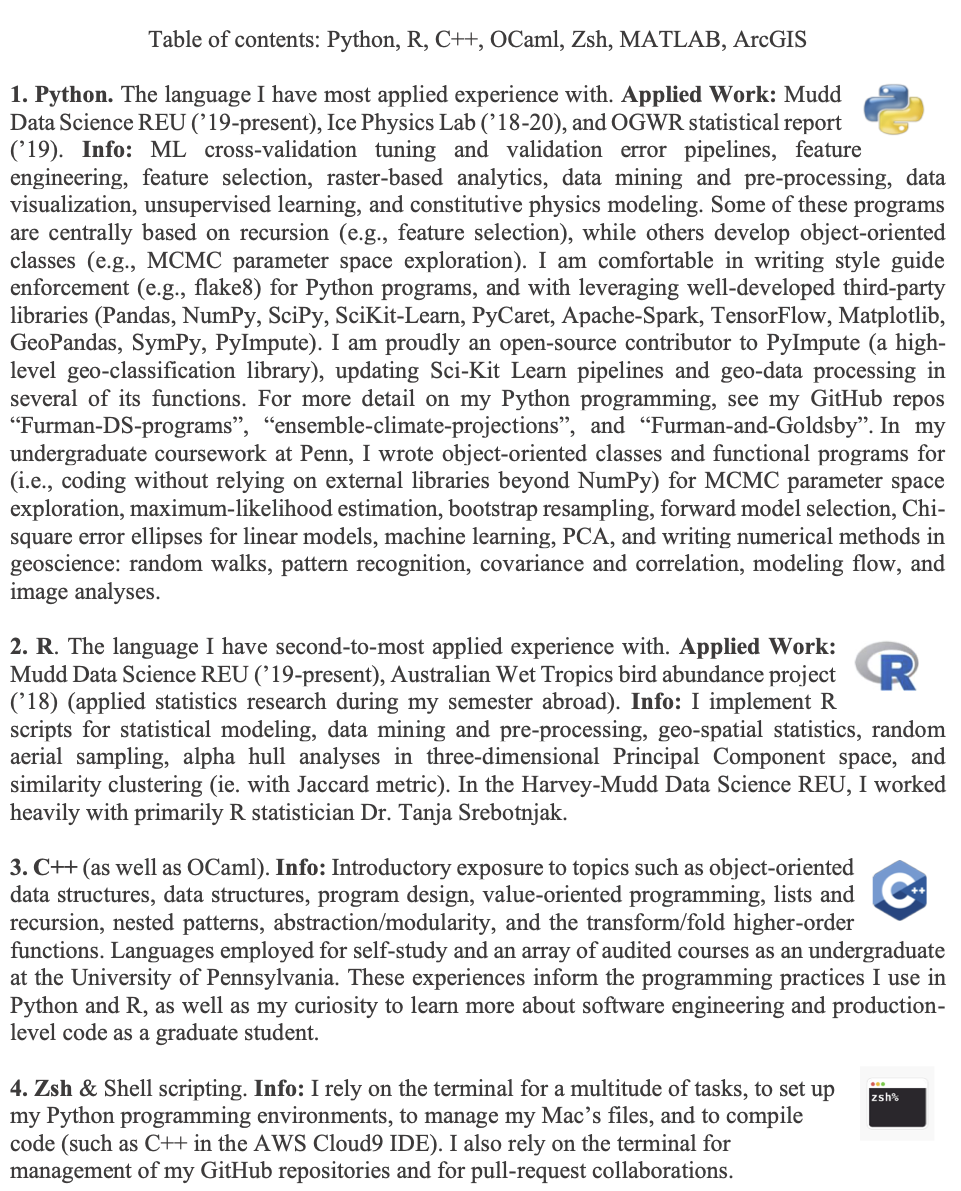 Table of contents: Python, R, C++, OCaml, Zsh, MATLAB, ArcGIS
1. Python. The language I have most applied experience with. Applied Work: Mudd
Data Science REU (’19-present), Ice Physics Lab (’18-20), and OGWR statistical report
(’19). Info: ML cross-validation tuning and validation error pipelines, feature
engineering, feature selection, raster-based analytics, data mining and pre-processing, data
visualization, unsupervised learning, and constitutive physics modeling. Some of these programs
are centrally based on recursion (e.g., feature selection), while others develop object-oriented
classes (e.g., MCMC parameter space exploration). I am comfortable in writing style guide
enforcement (e.g., flake8) for Python programs, and with leveraging well-developed third-party
libraries (Pandas, NumPy, SciPy, SciKit-Learn, PyCaret, Apache-Spark, TensorFlow, Matplotlib,
GeoPandas, SymPy, PyImpute). I am proudly an open-source contributor to PyImpute (a high-
level geo-classification library), updating Sci-Kit Learn pipelines and geo-data processing in
several of its functions. For more detail on my Python programming, see my GitHub repos
“Furman-DS-programs”, “ensemble-climate-projections”, and “Furman-and-Goldsby”. In my
undergraduate coursework at Penn, I wrote object-oriented classes and functional programs for
(i.e., coding without relying on external libraries beyond NumPy) for MCMC parameter space
exploration, maximum-likelihood estimation, bootstrap resampling, forward model selection, Chi-
square error ellipses for linear models, machine learning, PCA, and writing numerical methods in
geoscience: random walks, pattern recognition, covariance and correlation, modeling flow, and
image analyses.
2. R. The language I have second-to-most applied experience with. Applied Work:
Mudd Data Science REU (’19-present), Australian Wet Tropics bird abundance project
(’18) (applied statistics research during my semester abroad). Info: I implement R
scripts for statistical modeling, data mining and pre-processing, geo-spatial statistics, random
aerial sampling, alpha hull analyses in three-dimensional Principal Component space, and
similarity clustering (ie. with Jaccard metric). In the Harvey-Mudd Data Science REU, I worked
heavily with primarily R statistician Dr. Tanja Srebotnjak.
R
3. C++ (as well as OCaml). Info: Introductory exposure to topics such as object-oriented
data structures, data structures, program design, value-oriented programming, lists and
recursion, nested patterns, abstraction/modularity, and the transform/fold higher-order
functions. Languages employed for self-study and an array of audited courses as an undergraduate
at the University of Pennsylvania. These experiences inform the programming practices I use in
Python and R, as well as my curiosity to learn more about software engineering and production-
level code as a graduate student.
C++
4. Zsh & Shell scripting. Info: I rely on the terminal for a multitude of tasks, to set up
my Python programming environments, to manage my Mac’s files, and to compile
code (such as C++ in the AWS Cloud9 IDE). I also rely on the terminal for
management of my GitHub repositories and for pull-request collaborations.
zsh%